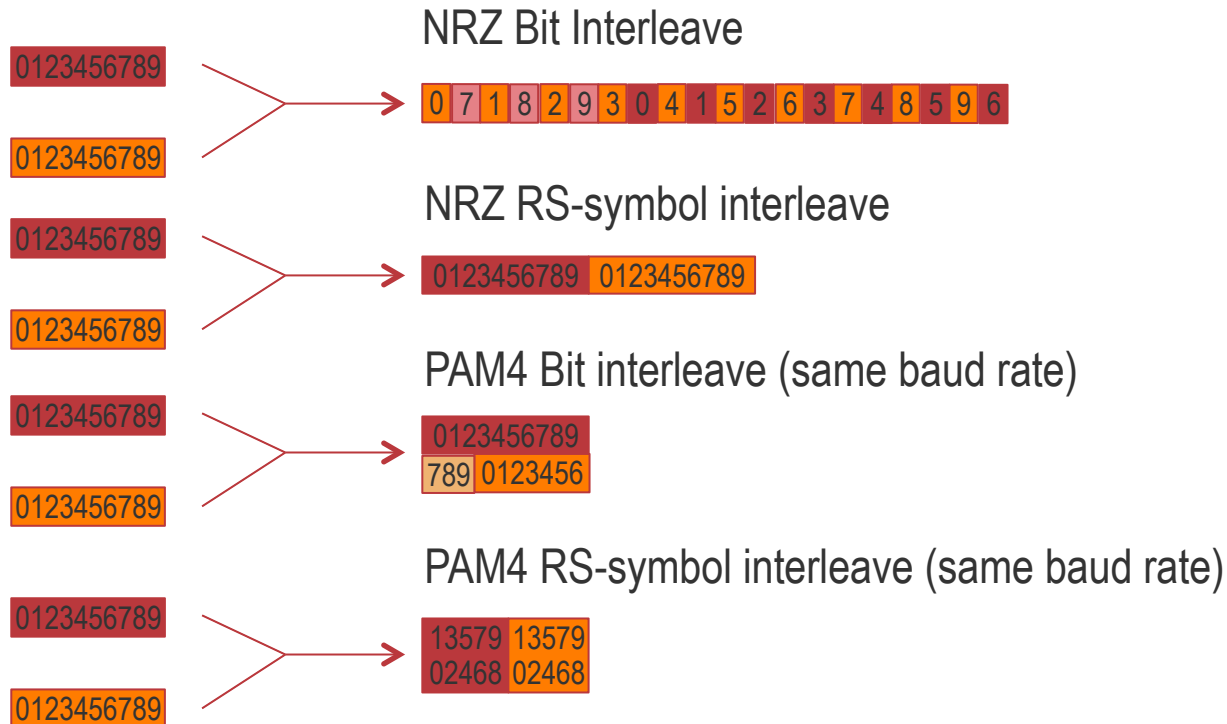 NRZ Bit Interleave
0123456789
0 7 1 8 2 9 3 0 4 1 5 2 6 3 7 4 8 5 9 6
0123456789
NRZ RS-symbol interleave
0123456789
0123456789 0123456789
0123456789
PAM4 Bit interleave (same baud rate)
0123456789
0123456789
789 0123456
0123456789
PAM4 RS-symbol interleave (same baud rate)
0123456789
13579 13579
02468 02468
0123456789